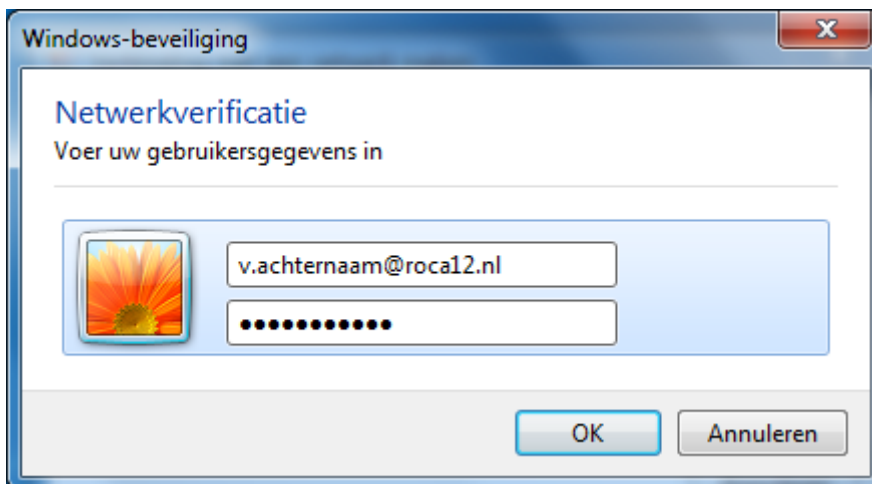 Windows-beveiliging
Netwerkverificatie
Voer uw gebruikersgegevens in
v.achternaam@roca12.nl
●●●●●●●●●●●
OK
Annuleren